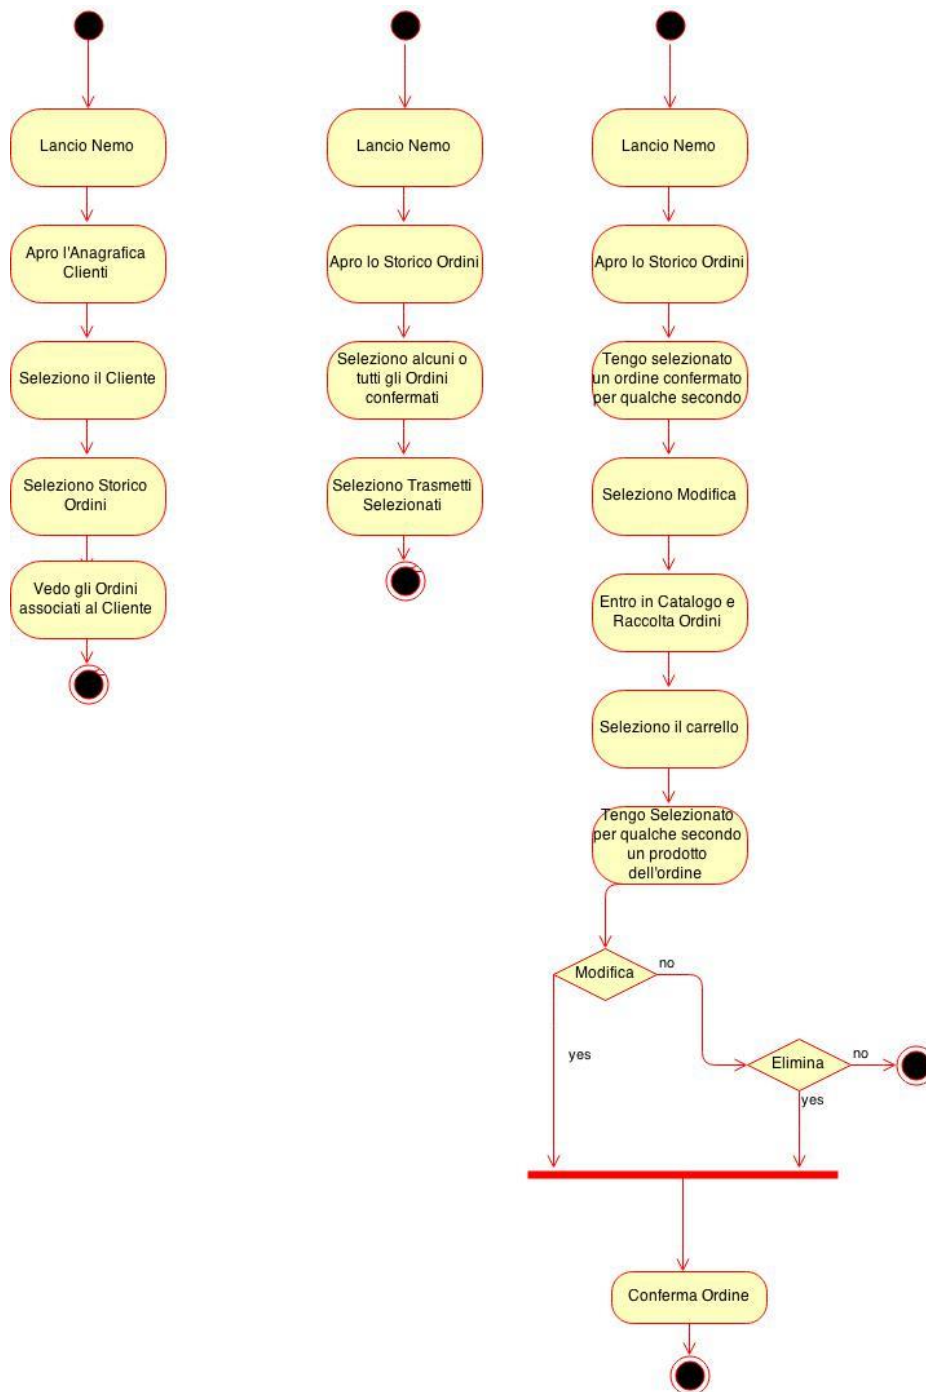 Lancio Nemo
Apro l'Anagrafica
Clienti
Seleziono il Cliente
Seleziono Storico
Ordini
Vedo gli Ordini
associati al Cliente
Lancio Nemo
Apro lo Storico Ordini
Seleziono alcuni o
tutti gli Ordini
confermati
Seleziono Trasmetti
Selezionati
Lancio Nemo
Apro lo Storico Ordini
Tengo selezionato
un ordine confermato
per qualche secondo
Seleziono Modifica
Entro in Catalogo e
Raccolta Ordini
Seleziono il carrello
Tengo Selezionato
per qualche secondo
un prodotto
dell'ordine
Modifica
no
yes
Elimina
no
yes
Conferma Ordine